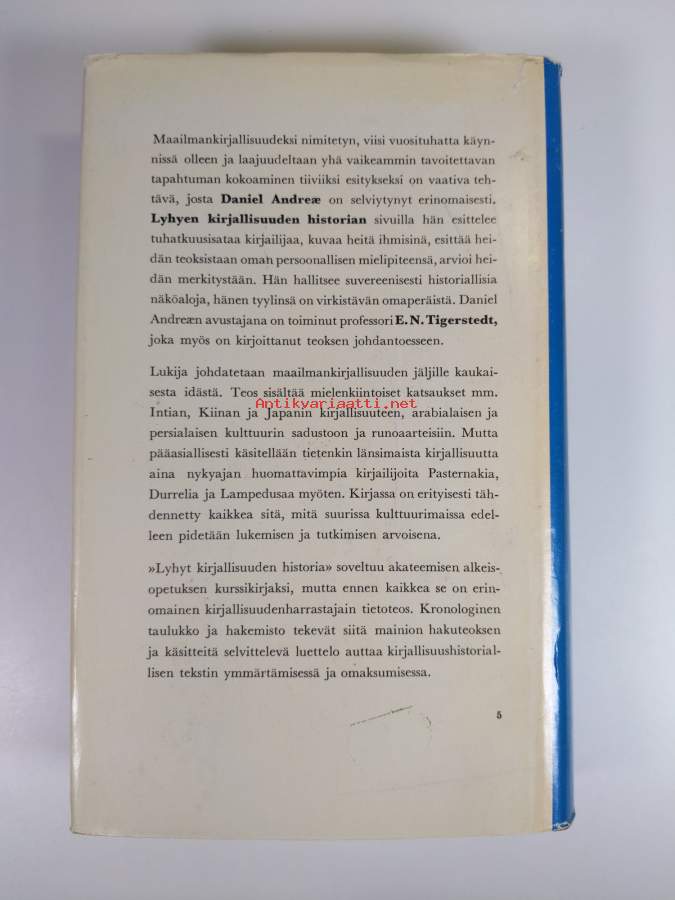 Maailmankirjallisuudeksi nimitetyn, viisi vuosituhatta käyn-
nissä olleen ja laajuudeltaan yhä vaikeammin tavoitettavan
tapahtuman kokoaminen tiiviiksi esitykseksi on vaativa teh-
tävä, josta Daniel Andreæ on selviytynyt erinomaisesti.
Lyhyen kirjallisuuden historian sivuilla hän esittelee
tuhatkuusisataa kirjailijaa, kuvaa heitä ihmisinä, esittää hei-
dän teoksistaan oman persoonallisen mielipiteensä, arvioi hei-
dän merkitystään. Hän hallitsee suvereenisesti historiallisia
näköaloja, hänen tyylinsä on virkistävän omaperäistä. Daniel
Andreæn avustajana on toiminut professori E. N. Tigerstedt,
joka myös on kirjoittanut teoksen johdantoesseen.
Lukija johdatetaan maailmankirjallisuuden jäljille kaukai-
sesta idästä. Teos sisältää mielenkiintoiset katsaukset mm.
Antikvariaatti.net
Intian, Kiinan ja Japanin kirjallisuuteen, arabialaisen ja
persialaisen kulttuurin sadustoon ja runoaarteisiin. Mutta
pääasiallisesti käsitellään tietenkin länsimaista kirjallisuutta
aina nykyajan huomattavimpia kirjailijoita Pasternakia,
Durrelia ja Lampedusaa myöten. Kirjassa on erityisesti täh-
dennetty kaikkea sitä, mitä suurissa kulttuurimaissa edel-
leen pidetään lukemisen ja tutkimisen arvoisena.
»Lyhyt kirjallisuuden historia» soveltuu akateemisen alkeis-
opetuksen kurssikirjaksi, mutta ennen kaikkea se on erin-
omainen kirjallisuudenharrastajain tietoteos. Kronologinen
taulukko ja hakemisto tekevät siitä mainion hakuteoksen
ja käsitteitä selvittelevä luettelo auttaa kirjallisuushistorial-
lisen tekstin ymmärtämisessä ja omaksumisessa.
5